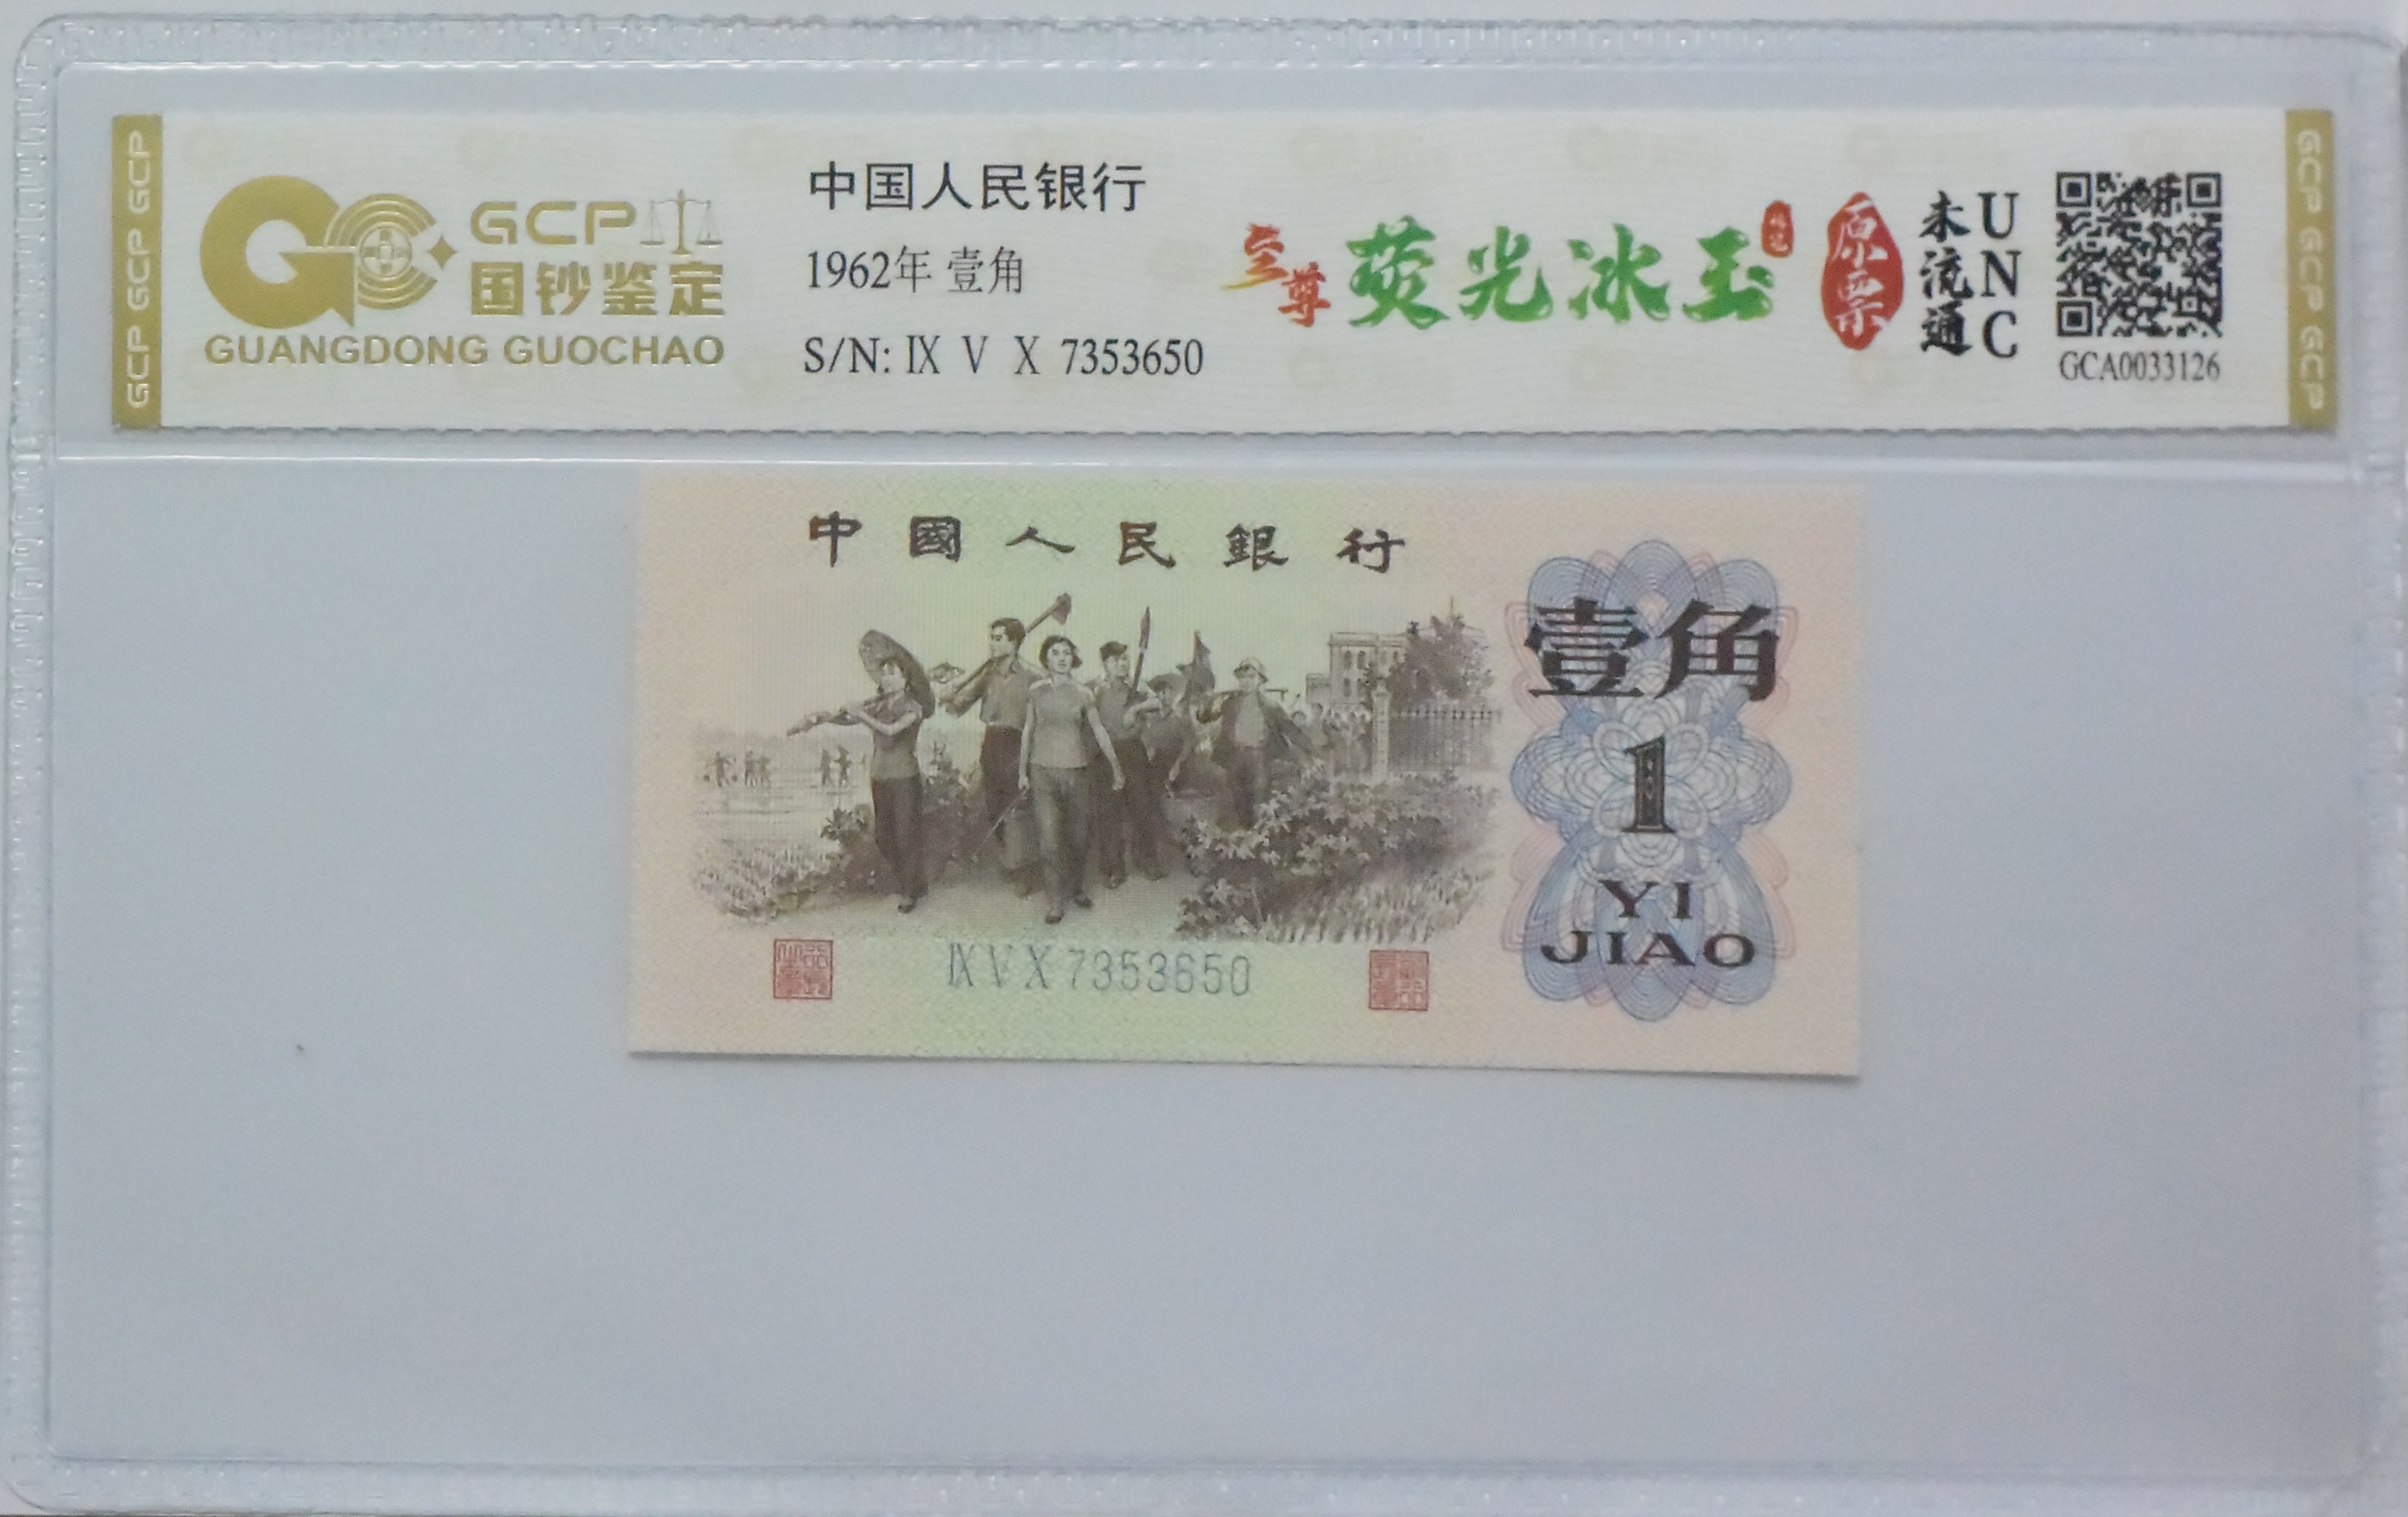 GCP GCP GCP
GCP
国钞鉴定
GUANGDONG GUOCHAO
中国人民银行
1962年 壹角
S/N: IX V X 7353650
至尊 荧光冰玉
原票
未流通
UNC
GCA0033126
GCP GCP GCP
中國人民銀行
壹角
1
YI
JIAO
IX V X 7353650